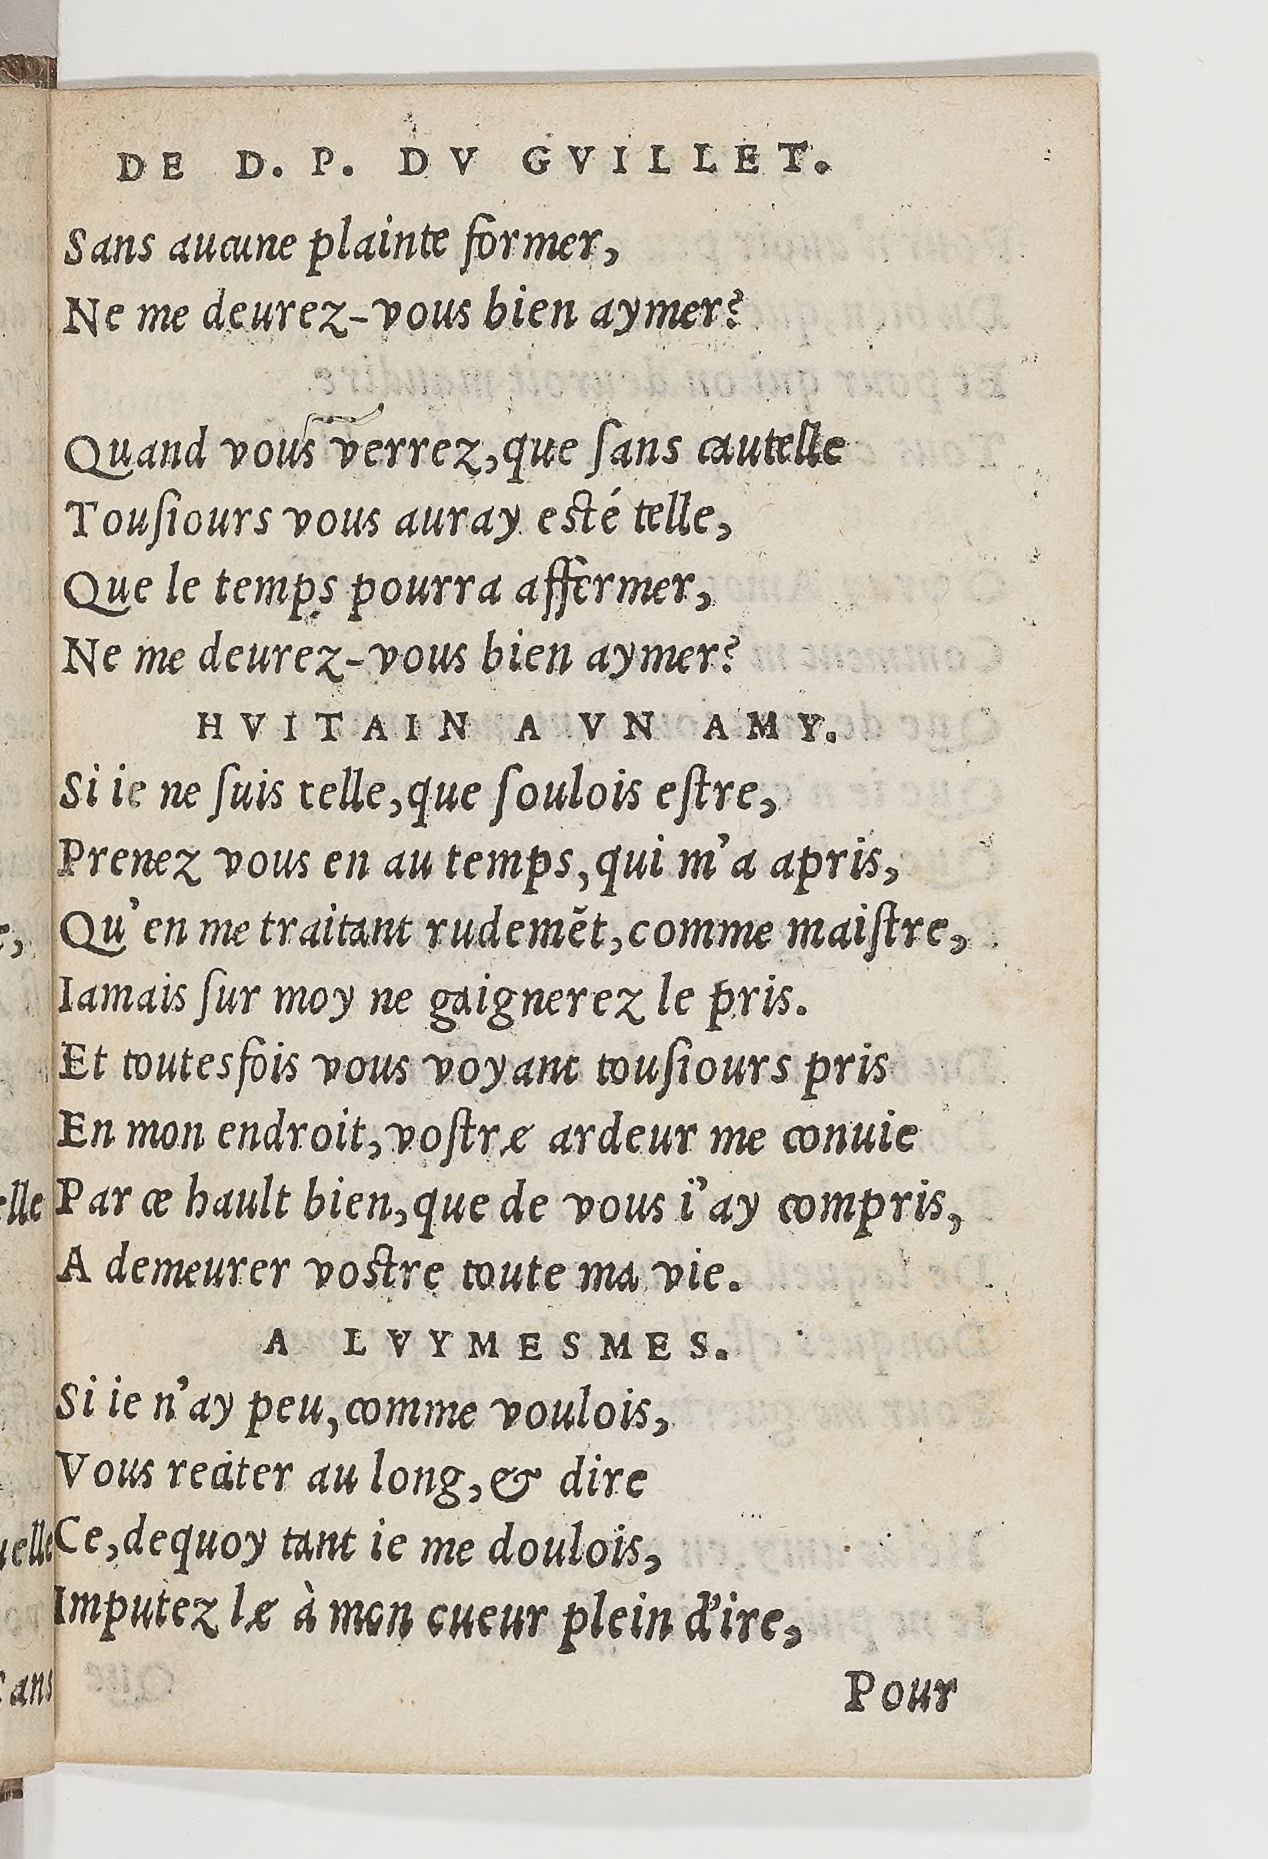 DE D. P. DV GVILLET.
Sans aucune plainte former,
Ne me deurez-vous bien aymer?
Quand vous verrez, que ſans cautelle
Touſiours vous auray esté telle,
Que le temps pourra affermer,
Ne me deurez-vous bien aymer?
HVITAIN A VN AMY.
Si ie ne ſuis telle, que ſoulois eſtre,
Prenez vous en au temps, qui m'a apris,
Qu'en me traitant rudemẽt, comme maiſtre,
Iamais ſur moy ne gaignerez le pris.
Et toutesfois vous voyant touſiours pris
En mon endroit, voſtre ardeur me conuie
Par ce hault bien, que de vous i'ay compris,
A demeurer vostre toute ma vie.
A LVYMESMES.
Si ie n'ay peu, comme voulois,
Vous reciter au long, & dire
Ce, dequoy tant ie me doulois,
Imputez le à mon cueur plein d'ire,
Pour